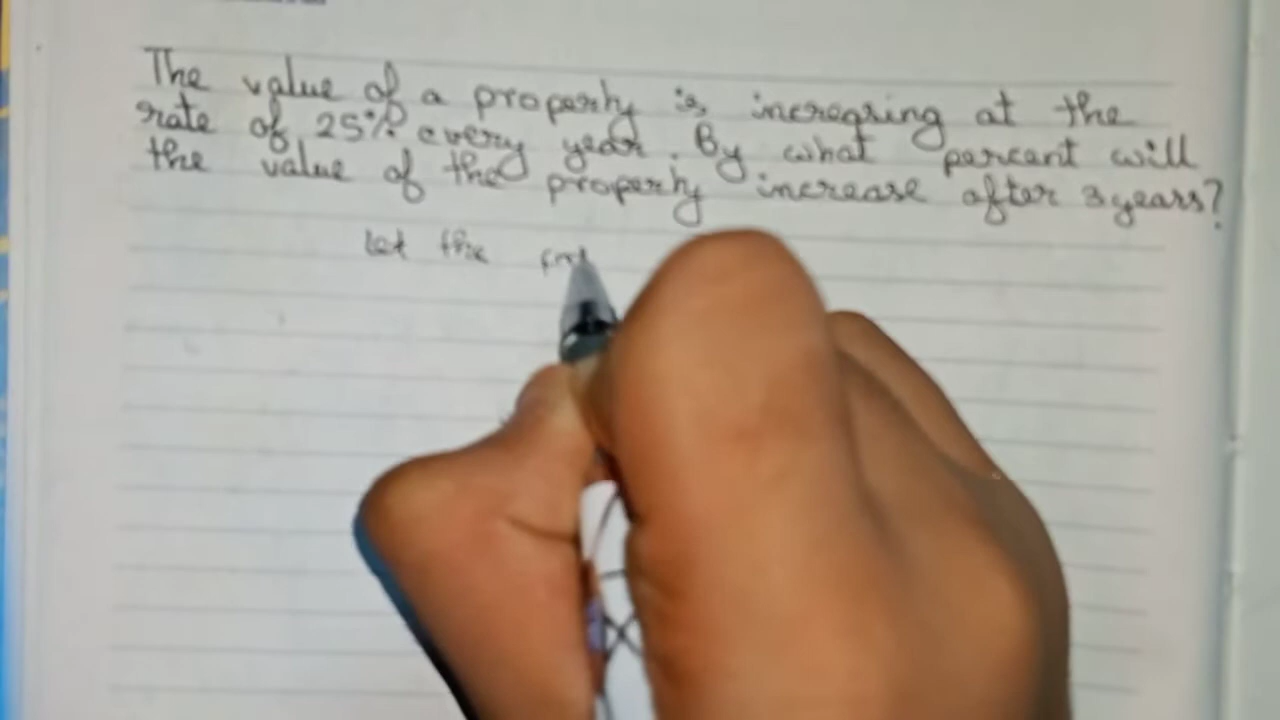 The value of a property is increasing at the
rate of 25% every year. By what percent will
the value of the property increase after 3 years?
Let the